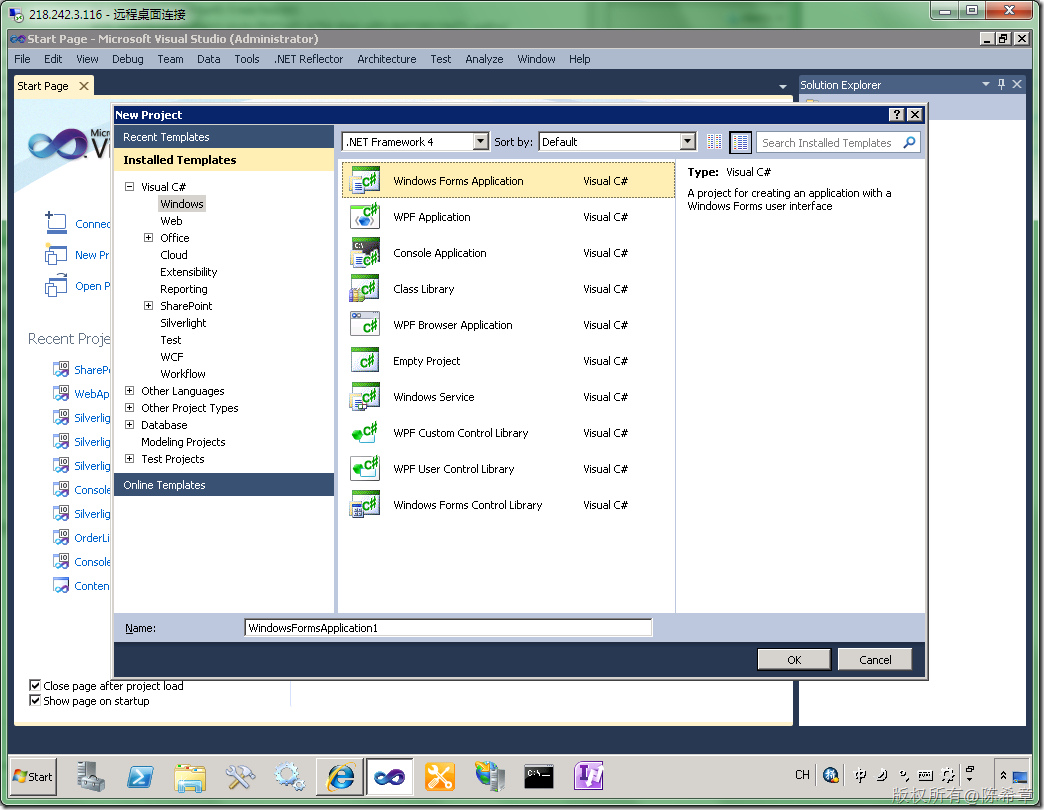 218.242.3.116 - 远程桌面连接
Start Page - Microsoft Visual Studio (Administrator)
File Edit View Debug Team Data Tools .NET Reflector Architecture Test Analyze Window Help
Start Page
Solution Explorer
New Project
Recent Templates
Installed Templates
Visual C#
Windows
Web
Office
Cloud
Extensibility
Reporting
SharePoint
Silverlight
Test
WCF
Workflow
Other Languages
Other Project Types
Database
Modeling Projects
Test Projects
Online Templates
.NET Framework 4 Sort by: Default Search Installed Templates
Windows Forms Application Visual C#
WPF Application Visual C#
Console Application Visual C#
Class Library Visual C#
WPF Browser Application Visual C#
Empty Project Visual C#
Windows Service Visual C#
WPF Custom Control Library Visual C#
WPF User Control Library Visual C#
Windows Forms Control Library Visual C#
Type: Visual C#
A project for creating an application with a
Windows Forms user interface
Name: WindowsFormsApplication1
OK Cancel
Micr
Connec
New Pr
Open P
Recent Proje
ShareP
WebAp
Silverlig
Silverlig
Silverlig
Console
Silverlig
OrderLi
Console
Conten
Close page after project load
Show page on startup
Start
CH
版权所有@陈希章